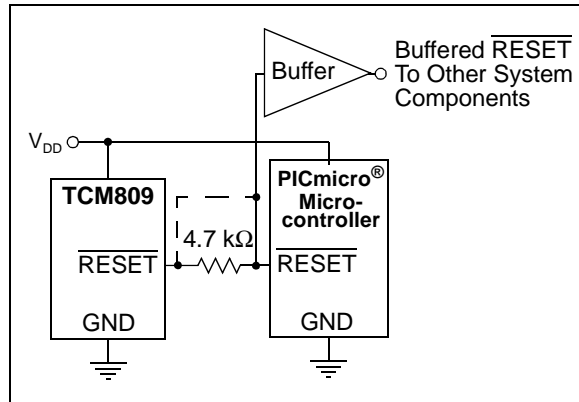 Buffer
Buffered RESET
To Other System
Components
VDD
TCM809
PICmicro®
Micro-
controller
4.7 kΩ
RESET
RESET
GND
GND